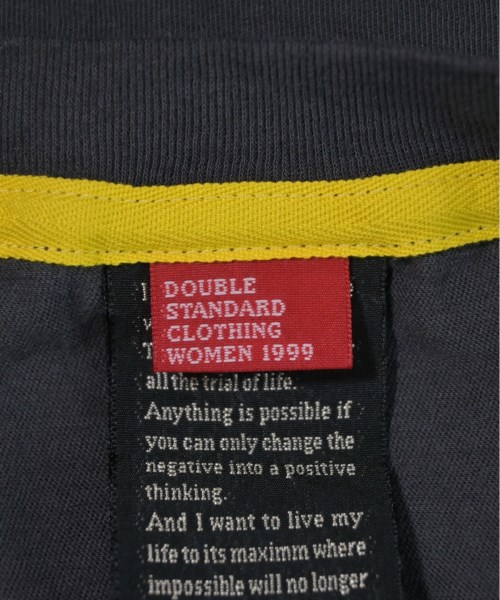 DOUBLE
STANDARD
CLOTHING
WOMEN 1999
all the trial of life.
Anything is possible if
you can only change the
negative into a positive
thinking.
And I want to live my
life to its maximm where
impossible will no longer